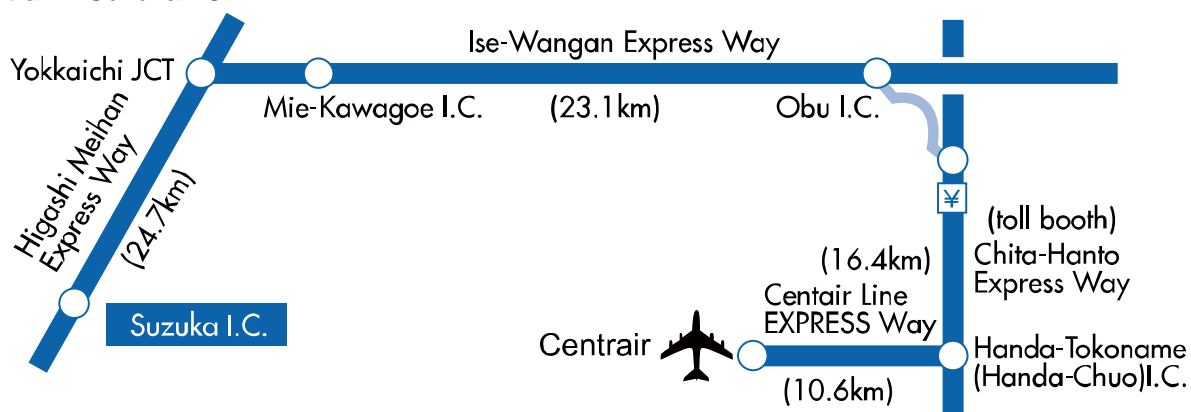 Ise-Wangan Express Way
Yokkaichi JCT
Mie-Kawagoe I.C.
(23.1km)
Obu I.C.
Higashi Meihan
Express Way
(24.7km)
¥
(toll booth)
Chita-Hanto
Express Way
(16.4km)
Suzuka I.C.
Centair Line
EXPRESS Way
Centrair
Handa-Tokoname
(Handa-Chuo)I.C.
(10.6km)